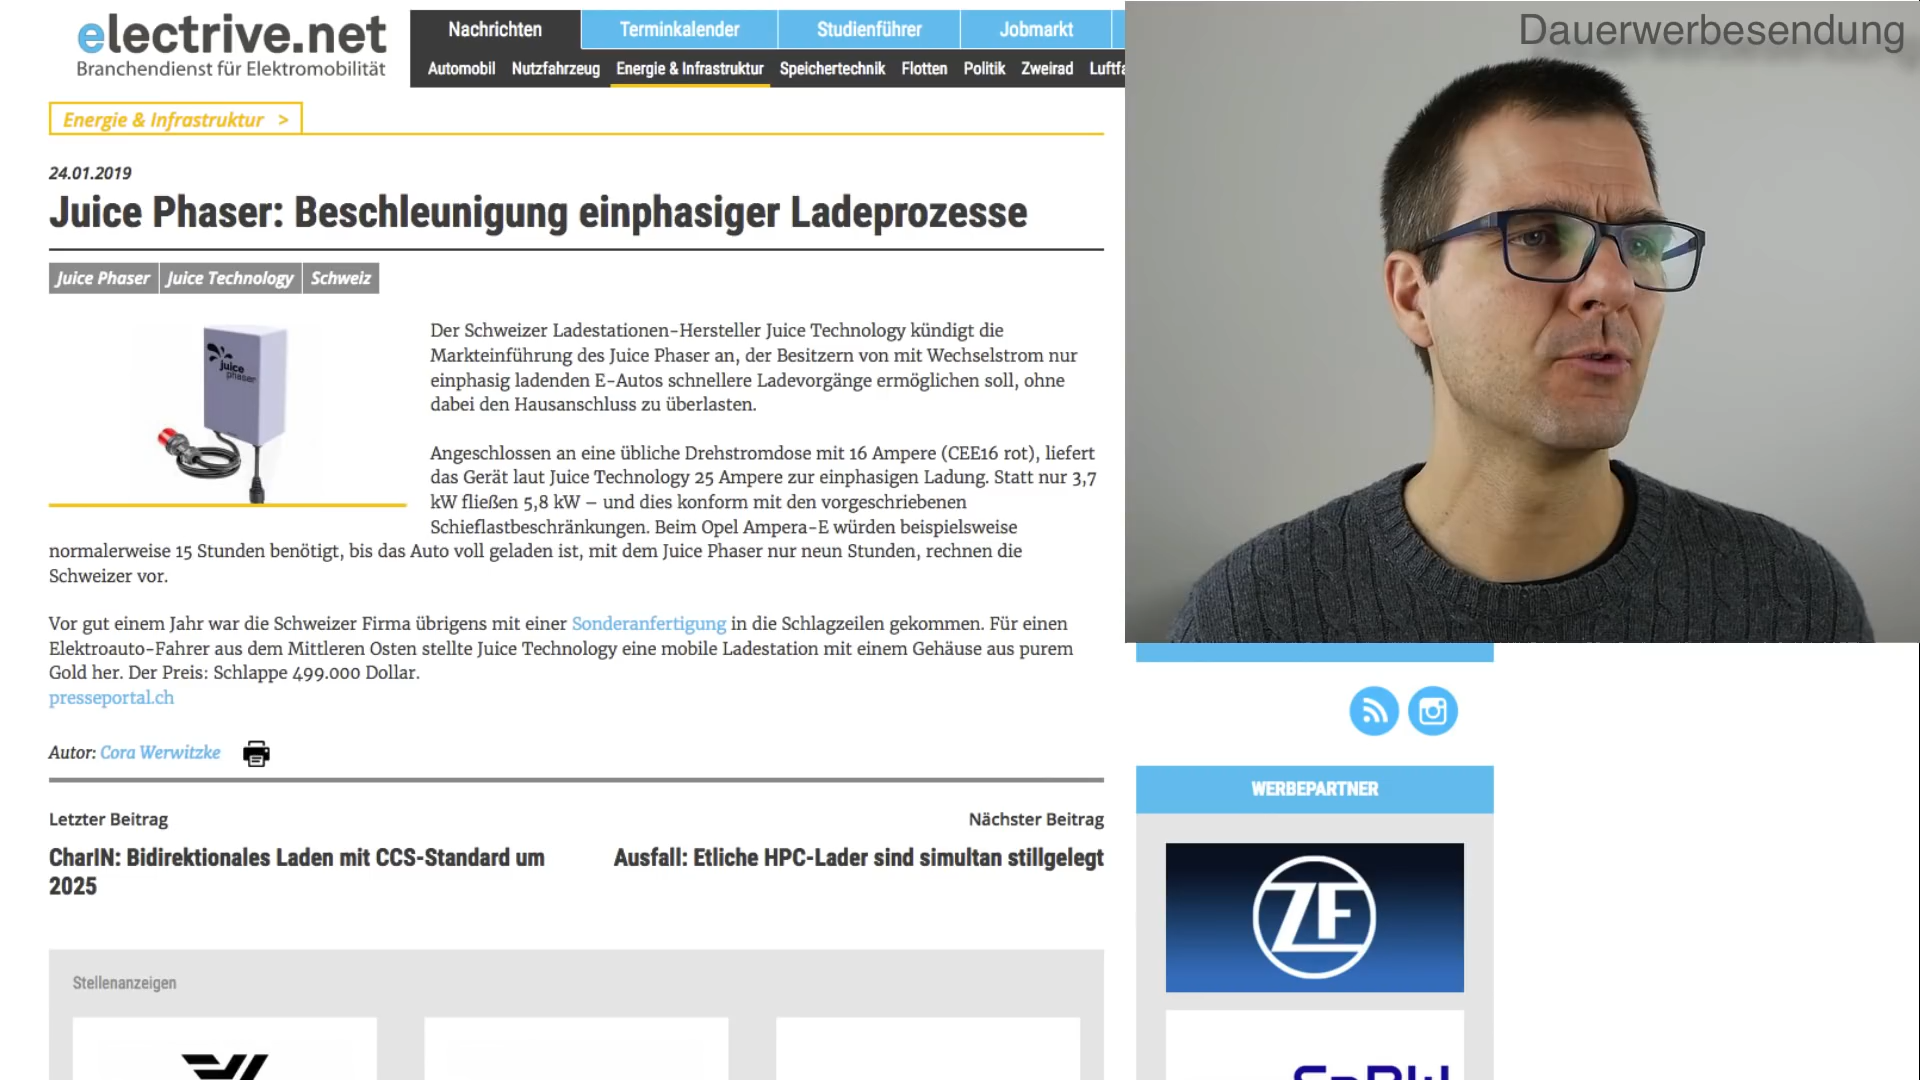 electrive.net
Branchendienst für Elektromobilität
Nachrichten
Terminkalender
Studienführer
Jobmarkt
Automobil Nutzfahrzeug Energie & Infrastruktur Speichertechnik Flotten Politik Zweirad
Dauerwerbesendung
Energie & Infrastruktur >
24.01.2019
Juice Phaser: Beschleunigung einphasiger Ladeprozesse
Juice Phaser Juice Technology Schweiz
juice
phaser
Der Schweizer Ladestationen-Hersteller Juice Technology kündigt die
Markteinführung des Juice Phaser an, der Besitzern von mit Wechselstrom nur
einphasig ladenden E-Autos schnellere Ladevorgänge ermöglichen soll, ohne
dabei den Hausanschluss zu überlasten.
Angeschlossen an eine übliche Drehstromdose mit 16 Ampere (CEE16 rot), liefert
das Gerät laut Juice Technology 25 Ampere zur einphasigen Ladung. Statt nur 3,7
kW fließen 5,8 kW – und dies konform mit den vorgeschriebenen
Schieflastbeschränkungen. Beim Opel Ampera-E würden beispielsweise
normalerweise 15 Stunden benötigt, bis das Auto voll geladen ist, mit dem Juice Phaser nur neun Stunden, rechnen die
Schweizer vor.
Vor gut einem Jahr war die Schweizer Firma übrigens mit einer Sonderanfertigung in die Schlagzeilen gekommen. Für einen
Elektroauto-Fahrer aus dem Mittleren Osten stellte Juice Technology eine mobile Ladestation mit einem Gehäuse aus purem
Gold her. Der Preis: Schlappe 499.000 Dollar.
presseportal.ch
Autor: Cora Werwitzke
Letzter Beitrag
Nächster Beitrag
CharIN: Bidirektionales Laden mit CCS-Standard um
2025
Ausfall: Etliche HPC-Lader sind simultan stillgelegt
Stellenanzeigen
WERBEPARTNER
ZF